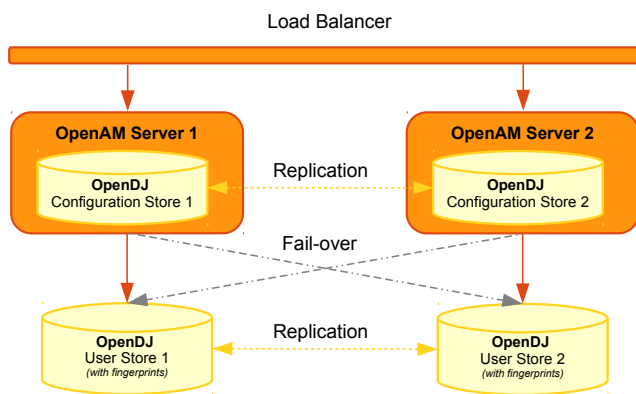 Load Balancer
OpenAM Server 1
OpenAM Server 2
OpenDJ
Configuration Store 1
Replication
OpenDJ
Configuration Store 2
Fail-over
OpenDJ
User Store 1
(with fingerprints)
Replication
OpenDJ
User Store 2
(with fingerprints)